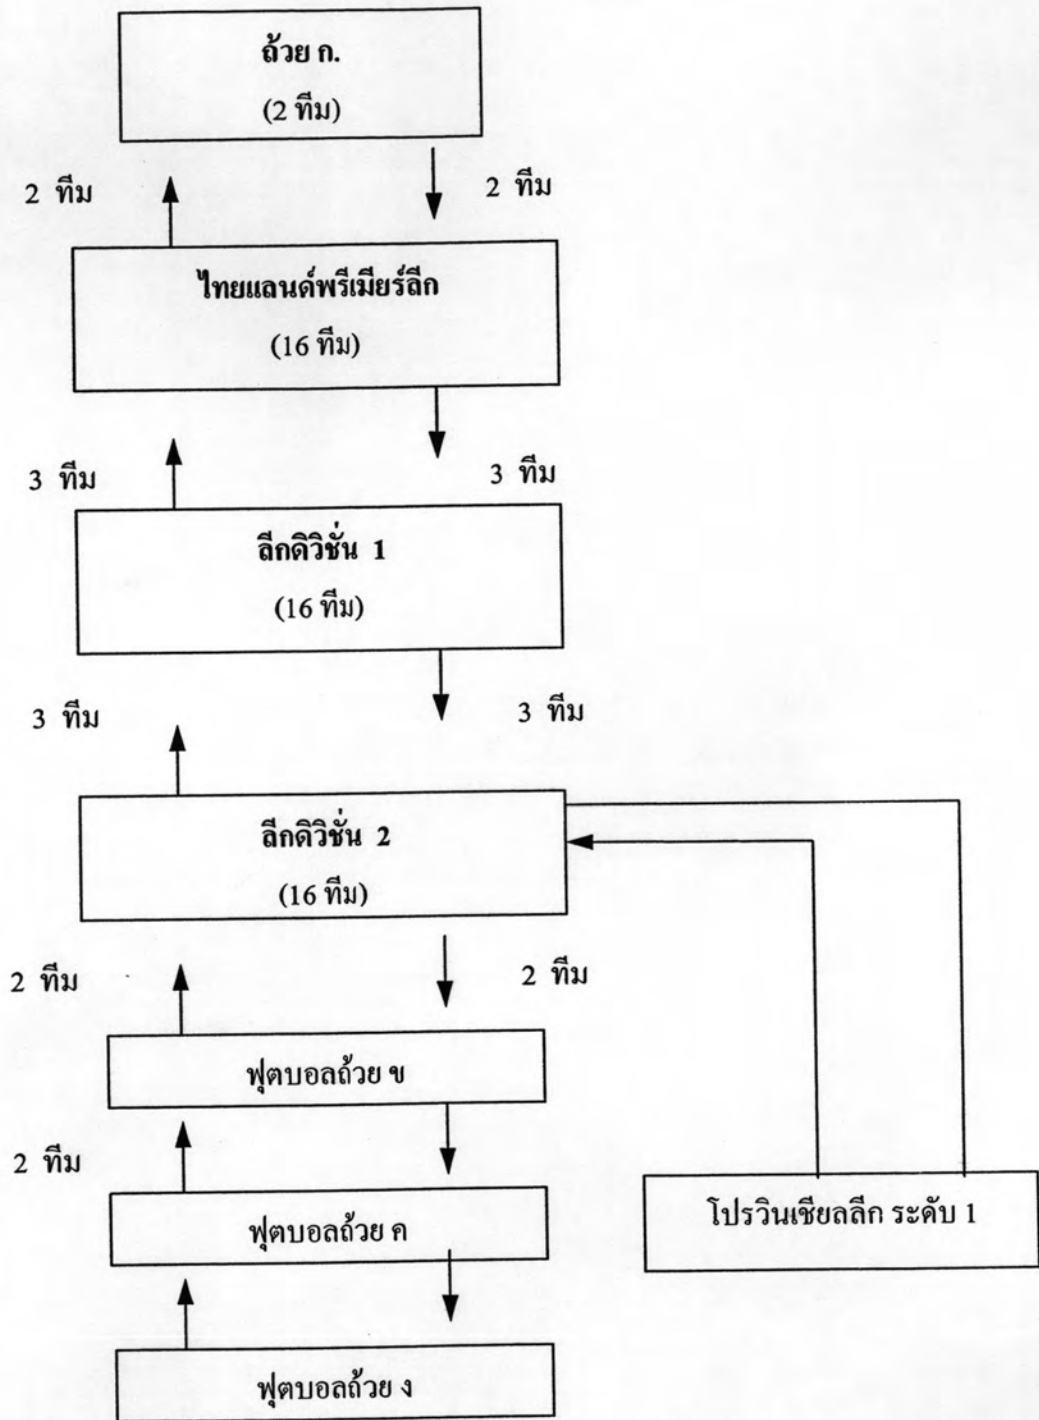 ถ้วย ก.
(2 ทีม)
2 ทีม
2 ทีม
ไทยแลนด์พรีเมียร์ลีก
(16 ทีม)
3 ทีม
3 ทีม
ลีกดิวิชั่น 1
(16 ทีม)
3 ทีม
3 ทีม
ลีกดิวิชั่น 2
(16 ทีม)
2 ทีม
2 ทีม
ฟุตบอลถ้วย ข
2 ทีม
ฟุตบอลถ้วย ค
โปรวินเชียลลีก ระดับ 1
ฟุตบอลถ้วย ง